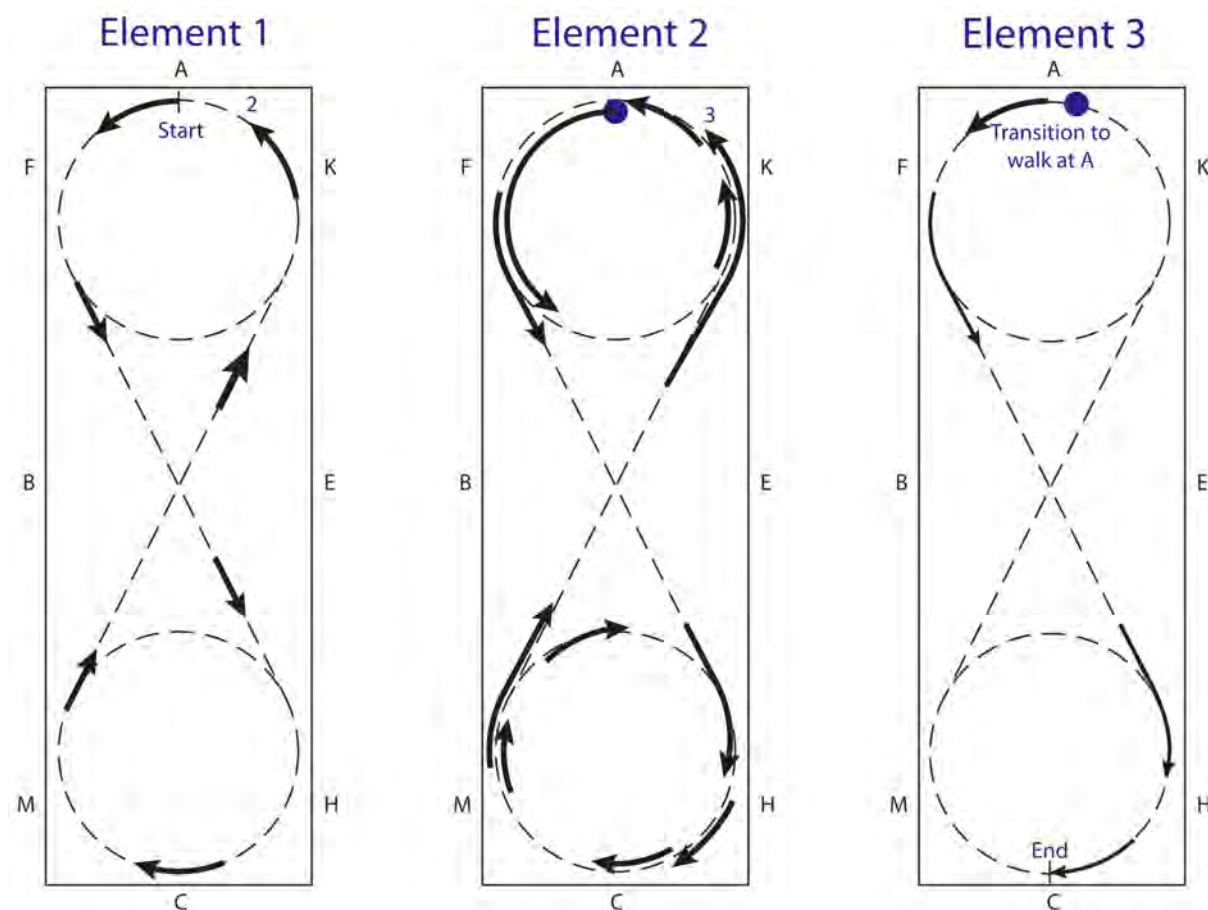 Element 1
A
2
Start
F
K
B
E
M
H
C
Element 2
A
3
F
K
B
E
M
H
C
Element 3
A
Transition to
walk at A
F
K
B
E
M
H
End
C